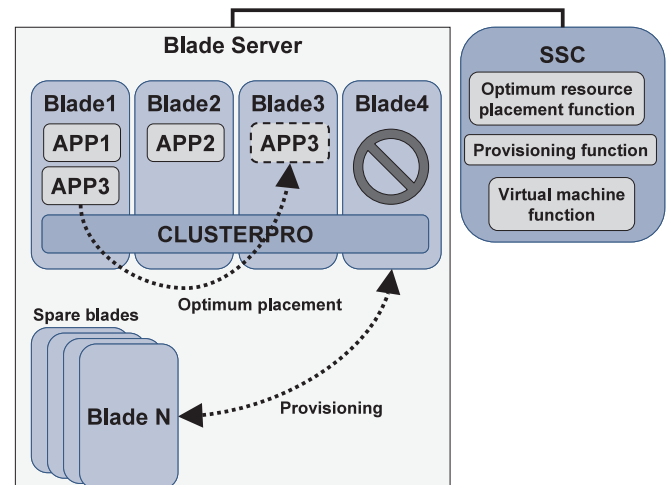 Blade Server
Blade1
Blade2
Blade3
Blade4
APP1
APP2
APP3
APP3
CLUSTERPRO
Optimum placement
Spare blades
Blade N
Provisioning
SSC
Optimum resource
placement function
Provisioning function
Virtual machine
function